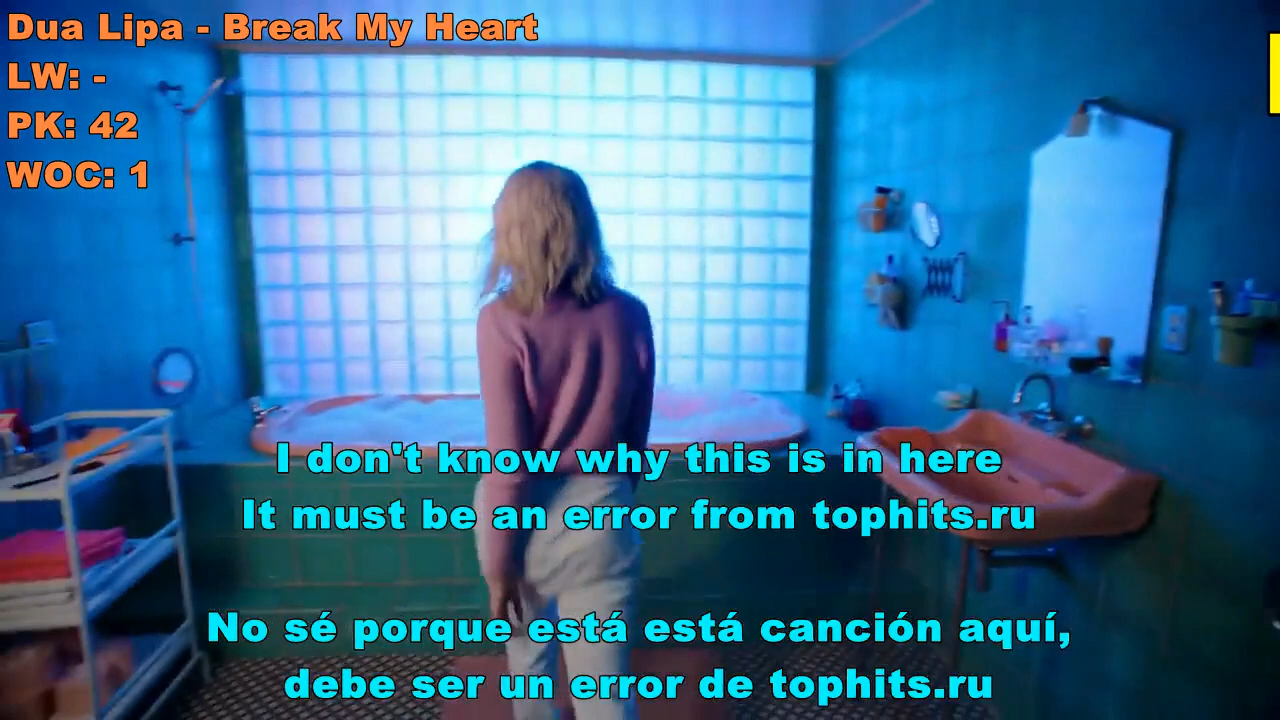 Dua Lipa - Break My Heart
LW: -
PK: 42
WOC: 1
I don't know why this is in here
It must be an error from tophits.ru
No sé porque está está canción aquí,
debe ser un error de tophits.ru